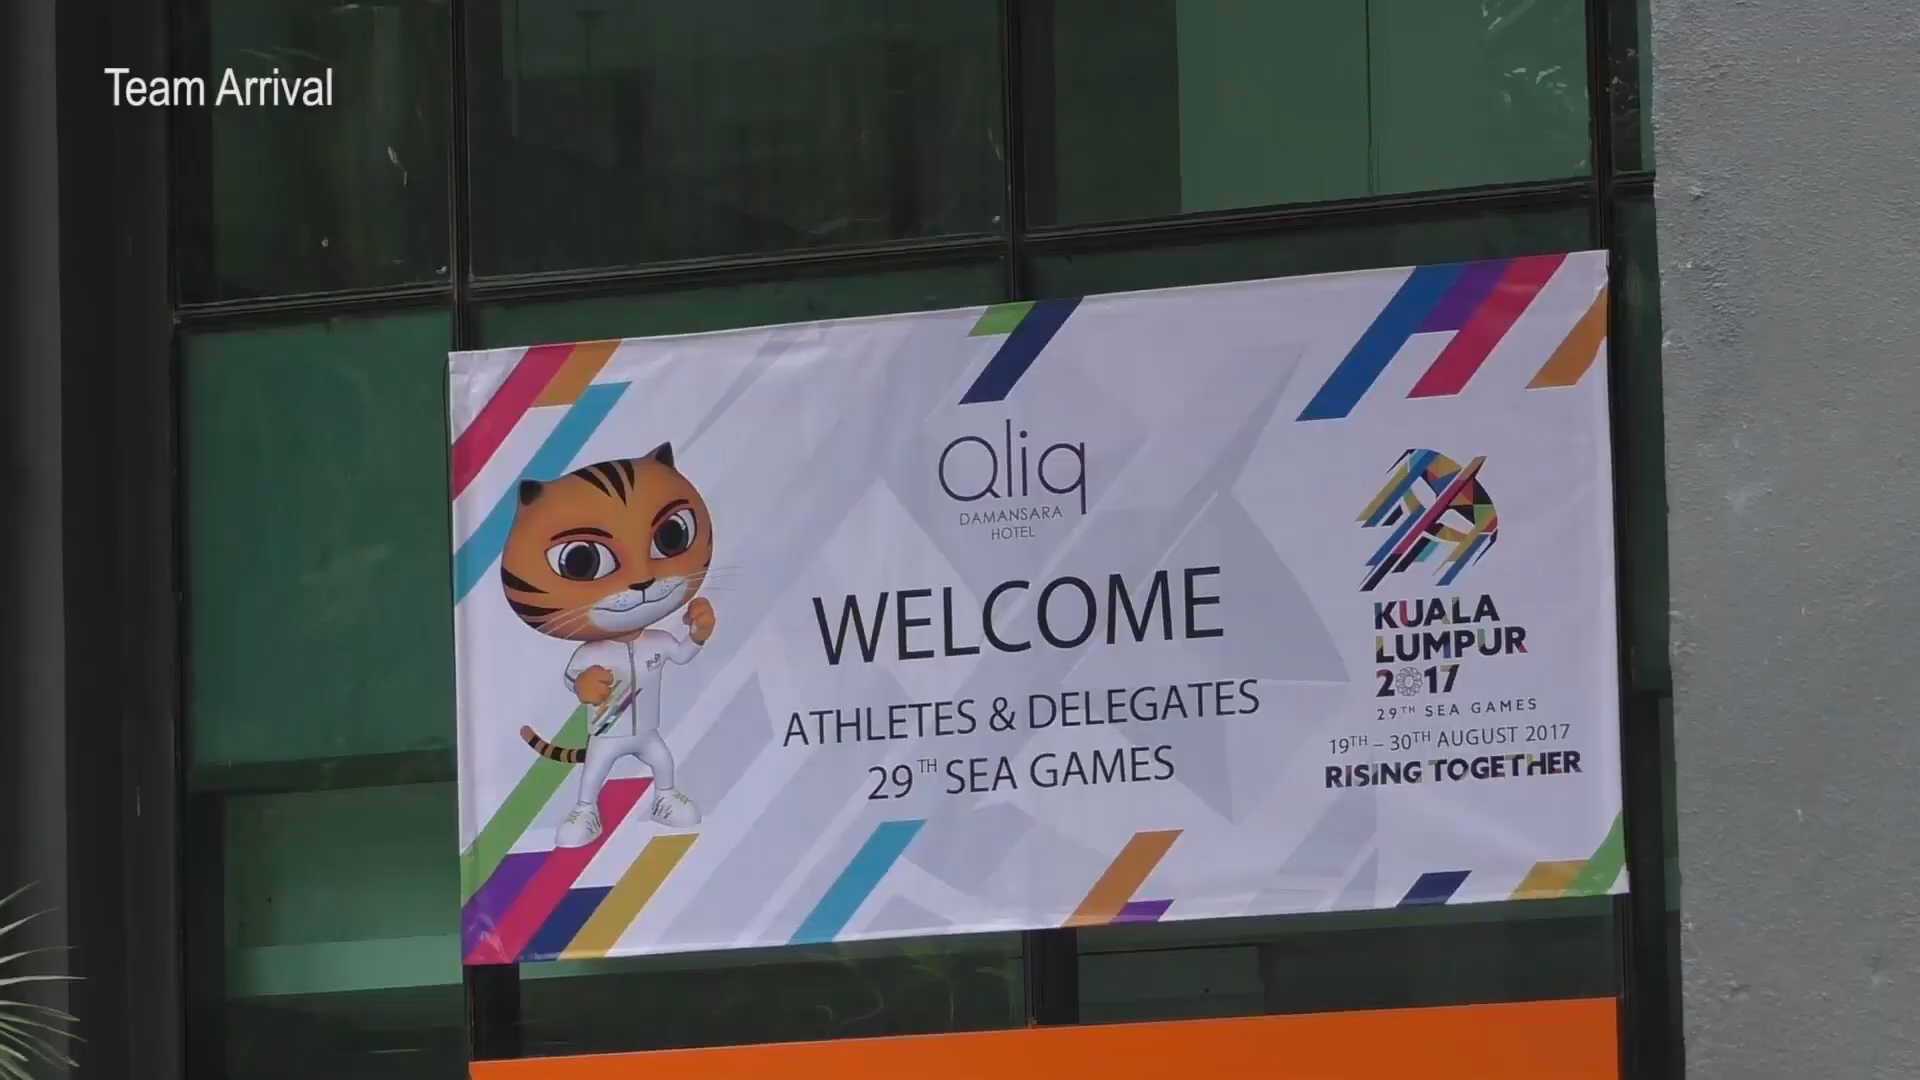 Team Arrival
Qliq
DAMANSARA
HOTEL
WELCOME
ATHLETES & DELEGATES
29TH SEA GAMES
KUALA
LUMPUR
2017
29TH SEA GAMES
19TH – 30TH AUGUST 2017
RISING TOGETHER